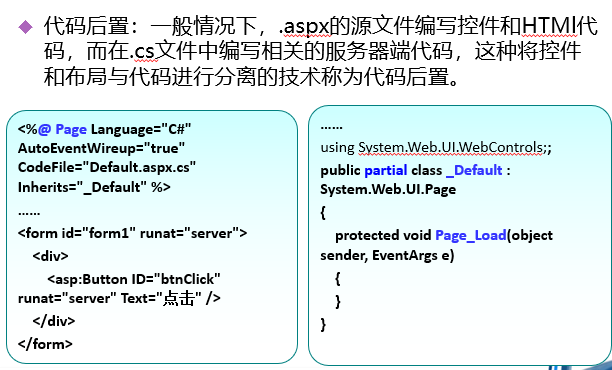 ◆ 代码后置：一般情况下，.aspx的源文件编写控件和HTMl代
码，而在.cs文件中编写相关的服务器端代码，这种将控件
和布局与代码进行分离的技术称为代码后置。
<%@ Page Language="C#"
AutoEventWireup="true"
CodeFile="Default.aspx.cs"
Inherits="_Default" %>
……
<form id="form1" runat="server">
<div>
<asp:Button ID="btnClick"
runat="server" Text="点击" />
</div>
</form>
……
using System.Web.UI.WebControls;;
public partial class _Default :
System.Web.UI.Page
{
protected void Page_Load(object
sender, EventArgs e)
{
}
}